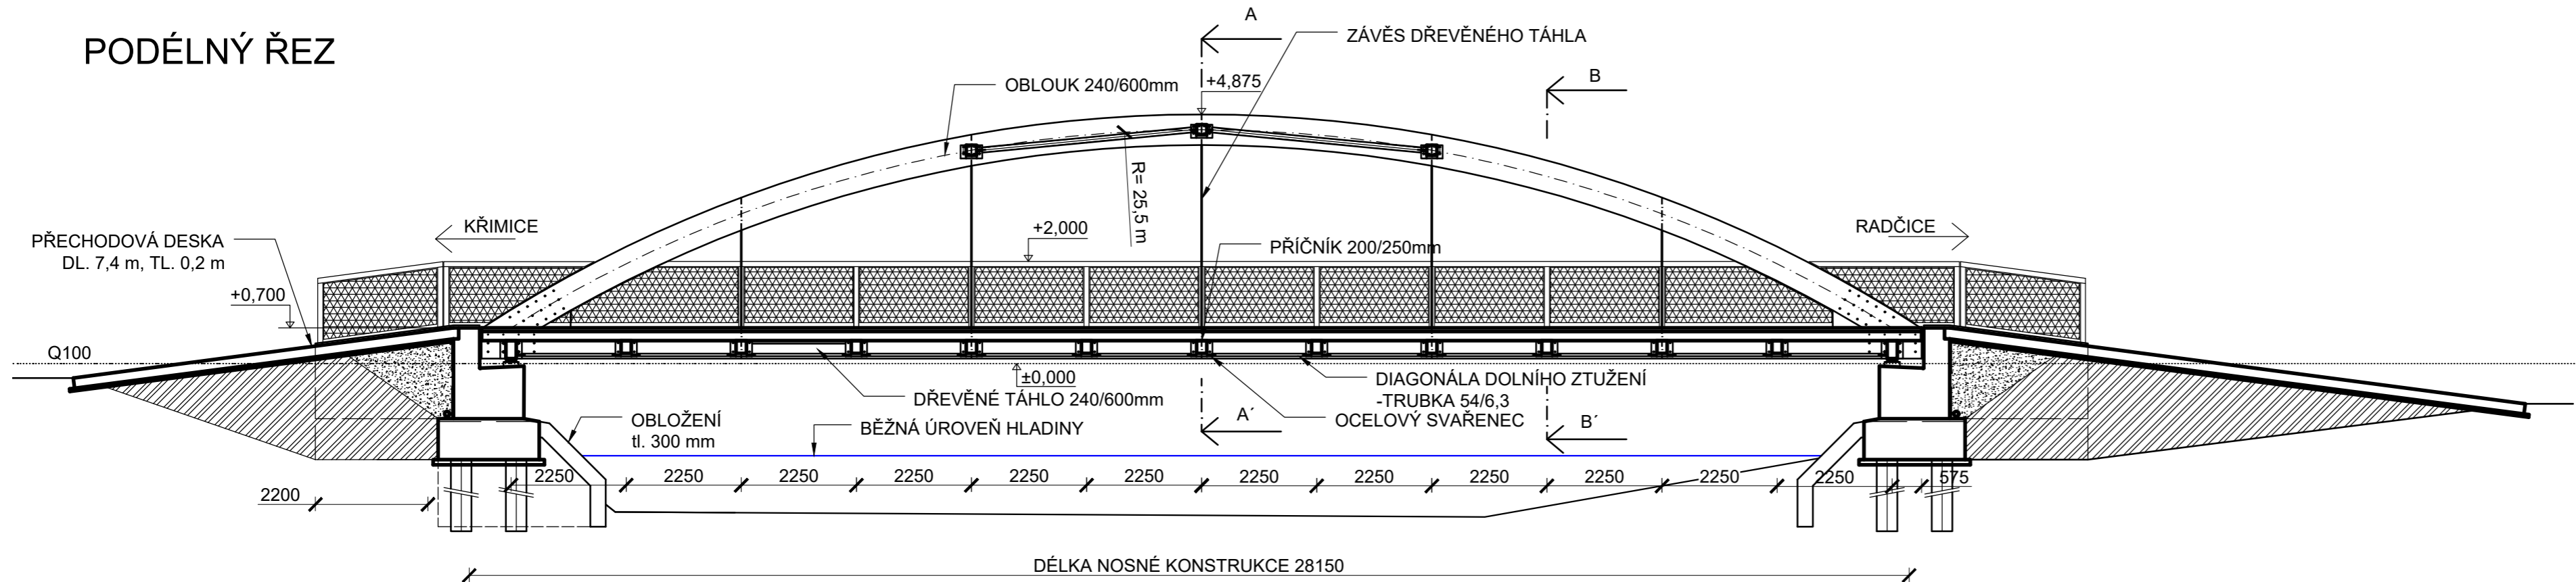 PODÉLNÝ ŘEZ
A
ZÁVĚS DŘEVĚNÉHO TÁHLA
OBLOUK 240/600mm
+4,875
B
R= 25,5 m
KŘIMICE
+2,000
RADČICE
PŘECHODOVÁ DESKA
DL. 7,4 m, TL. 0,2 m
PŘÍČNÍK 200/250mm
+0,700
Q100
±0,000
DIAGONÁLA DOLNÍHO ZTUŽENÍ
-TRUBKA 54/6,3
DŘEVĚNÉ TÁHLO 240/600mm
OCELOVÝ SVAŘENEC
OBLOŽENÍ
tl. 300 mm
BĚŽNÁ ÚROVEŇ HLADINY
A´
B´
2200
2250 2250 2250 2250 2250 2250 2250 2250 2250 2250 2250 2250 575
DÉLKA NOSNÉ KONSTRUKCE 28150